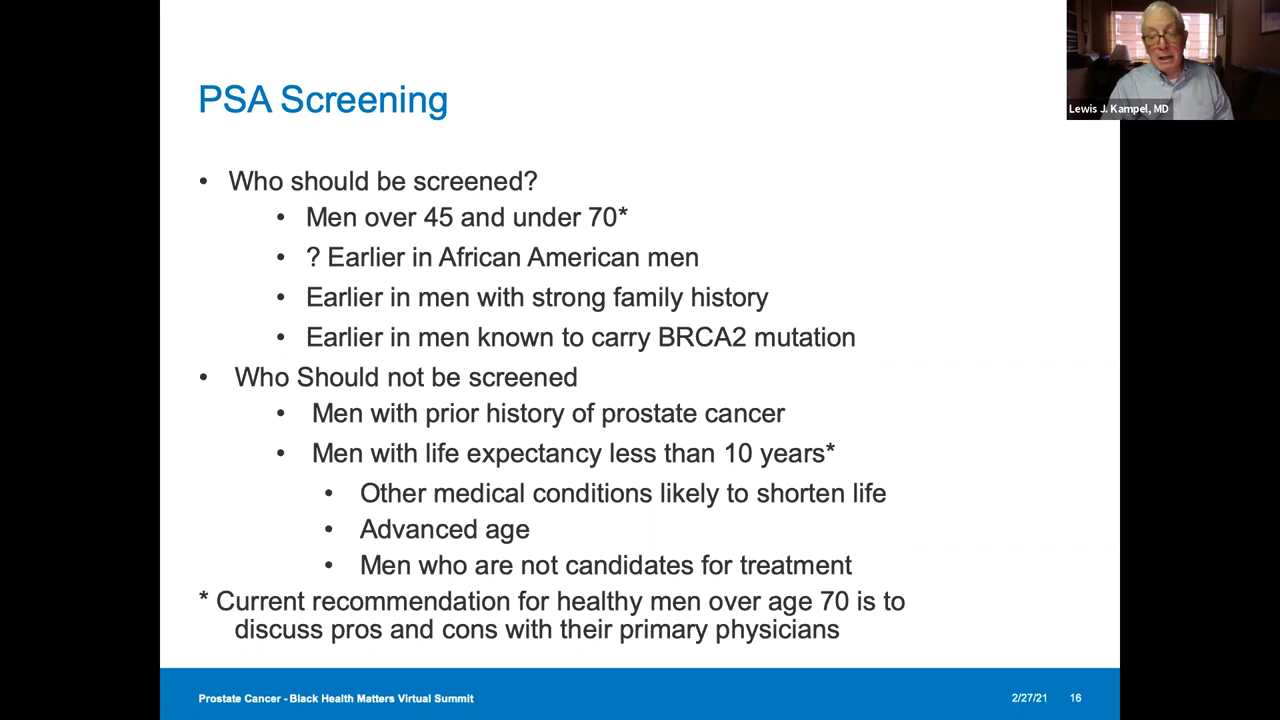 Lewis J. Kampel, MD
PSA Screening
• Who should be screened?
• Men over 45 and under 70*
• ? Earlier in African American men
• Earlier in men with strong family history
• Earlier in men known to carry BRCA2 mutation
• Who Should not be screened
• Men with prior history of prostate cancer
• Men with life expectancy less than 10 years*
• Other medical conditions likely to shorten life
• Advanced age
• Men who are not candidates for treatment
* Current recommendation for healthy men over age 70 is to
discuss pros and cons with their primary physicians
Prostate Cancer - Black Health Matters Virtual Summit
2/27/21 16